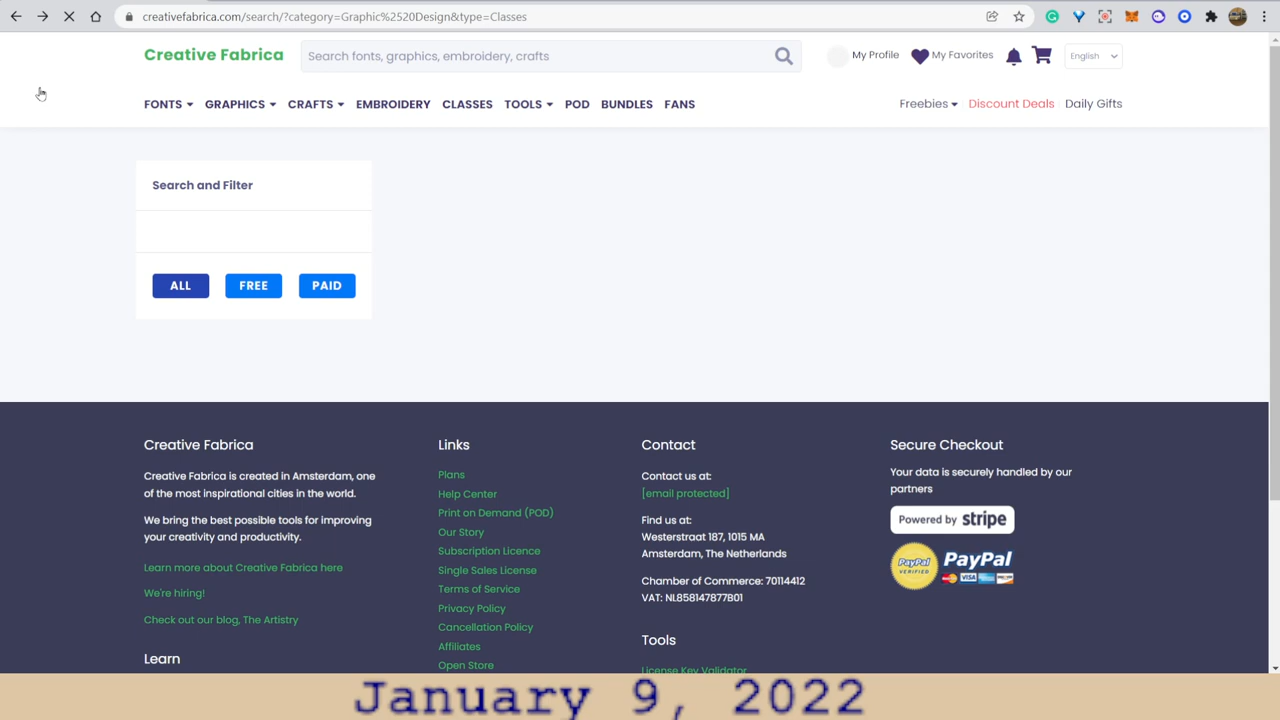 creativefabrica.com/search/?category=Graphic%2520Design&type=Classes
Creative Fabrica
Search fonts, graphics, embroidery, crafts
My Profile
My Favorites
English
FONTS
GRAPHICS
CRAFTS
EMBROIDERY
CLASSES
TOOLS
POD
BUNDLES
FANS
Freebies
Discount Deals
Daily Gifts
Search and Filter
ALL
FREE
PAID
Creative Fabrica
Creative Fabrica is created in Amsterdam, one
of the most inspirational cities in the world.
We bring the best possible tools for improving
your creativity and productivity.
Learn more about Creative Fabrica here
We're hiring!
Check out our blog, The Artistry
Learn
Links
Plans
Help Center
Print on Demand (POD)
Our Story
Subscription Licence
Single Sales License
Terms of Service
Privacy Policy
Cancellation Policy
Affiliates
Open Store
Contact
Contact us at:
[email protected]
Find us at:
Westerstraat 187, 1015 MA
Amsterdam, The Netherlands
Chamber of Commerce: 70114412
VAT: NL858147877B01
Tools
License Key Validator
Secure Checkout
Your data is securely handled by our
partners
Powered by stripe
PayPal
VERIFIED
PayPal
VISA
January 9, 2022